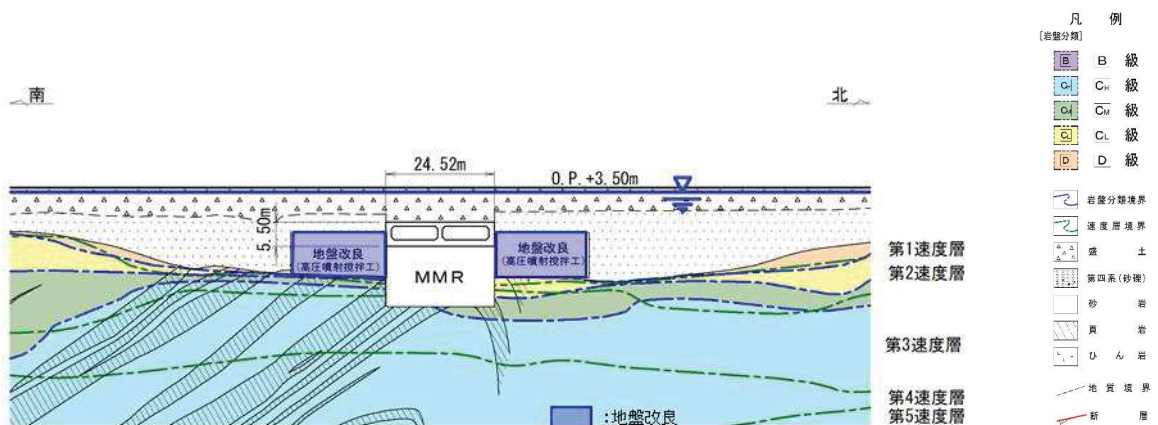 南
北
24.52m
O.P.+3.50m
5.50m
地盤改良
(高圧噴射撹拌工)
MMR
地盤改良
(高圧噴射撹拌工)
第1速度層
第2速度層
第3速度層
第4速度層
第5速度層
:地盤改良
凡 例
[岩盤分類]
B B 級
CH CH 級
CM CM 級
CL CL 級
D D 級
岩盤分類境界
速度層境界
盛 土
第四系(砂礫)
砂 岩
頁 岩
ひ ん 岩
地 質 境 界
断 層